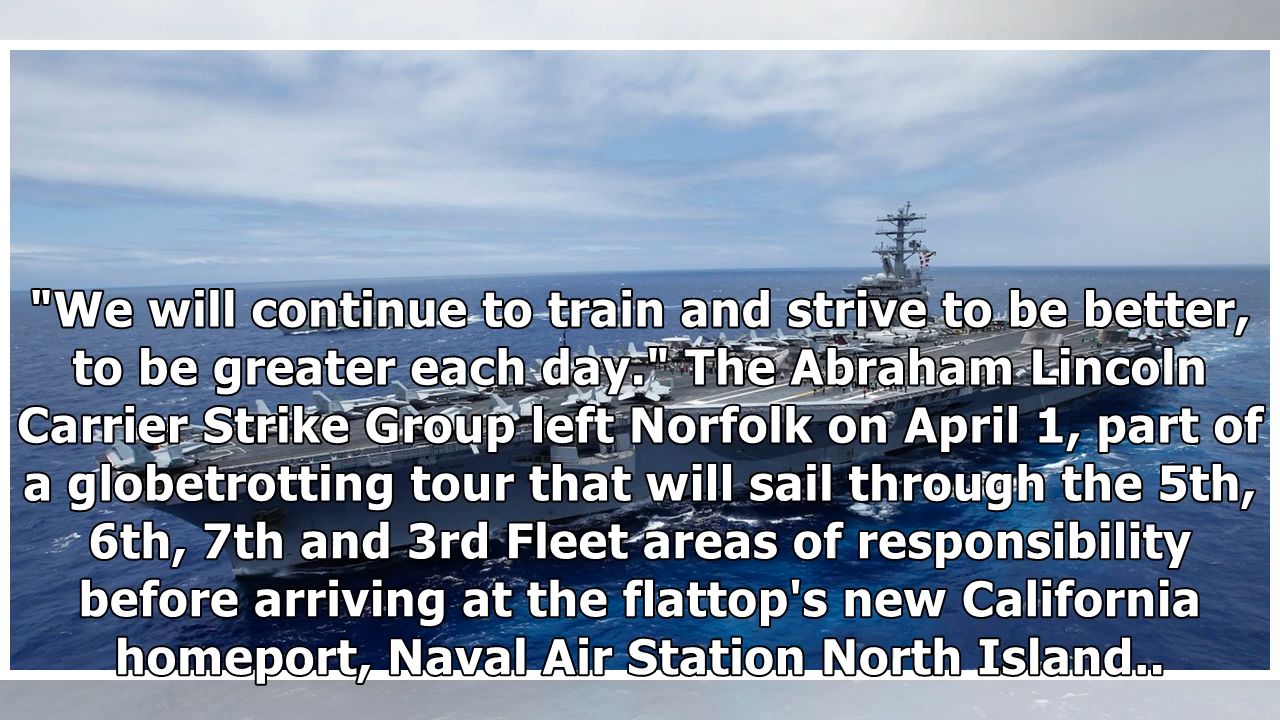 "We will continue to train and strive to be better,
to be greater each day." The Abraham Lincoln
Carrier Strike Group left Norfolk on April 1, part of
a globetrotting tour that will sail through the 5th,
6th, 7th and 3rd Fleet areas of responsibility
before arriving at the flattop's new California
homeport, Naval Air Station North Island..